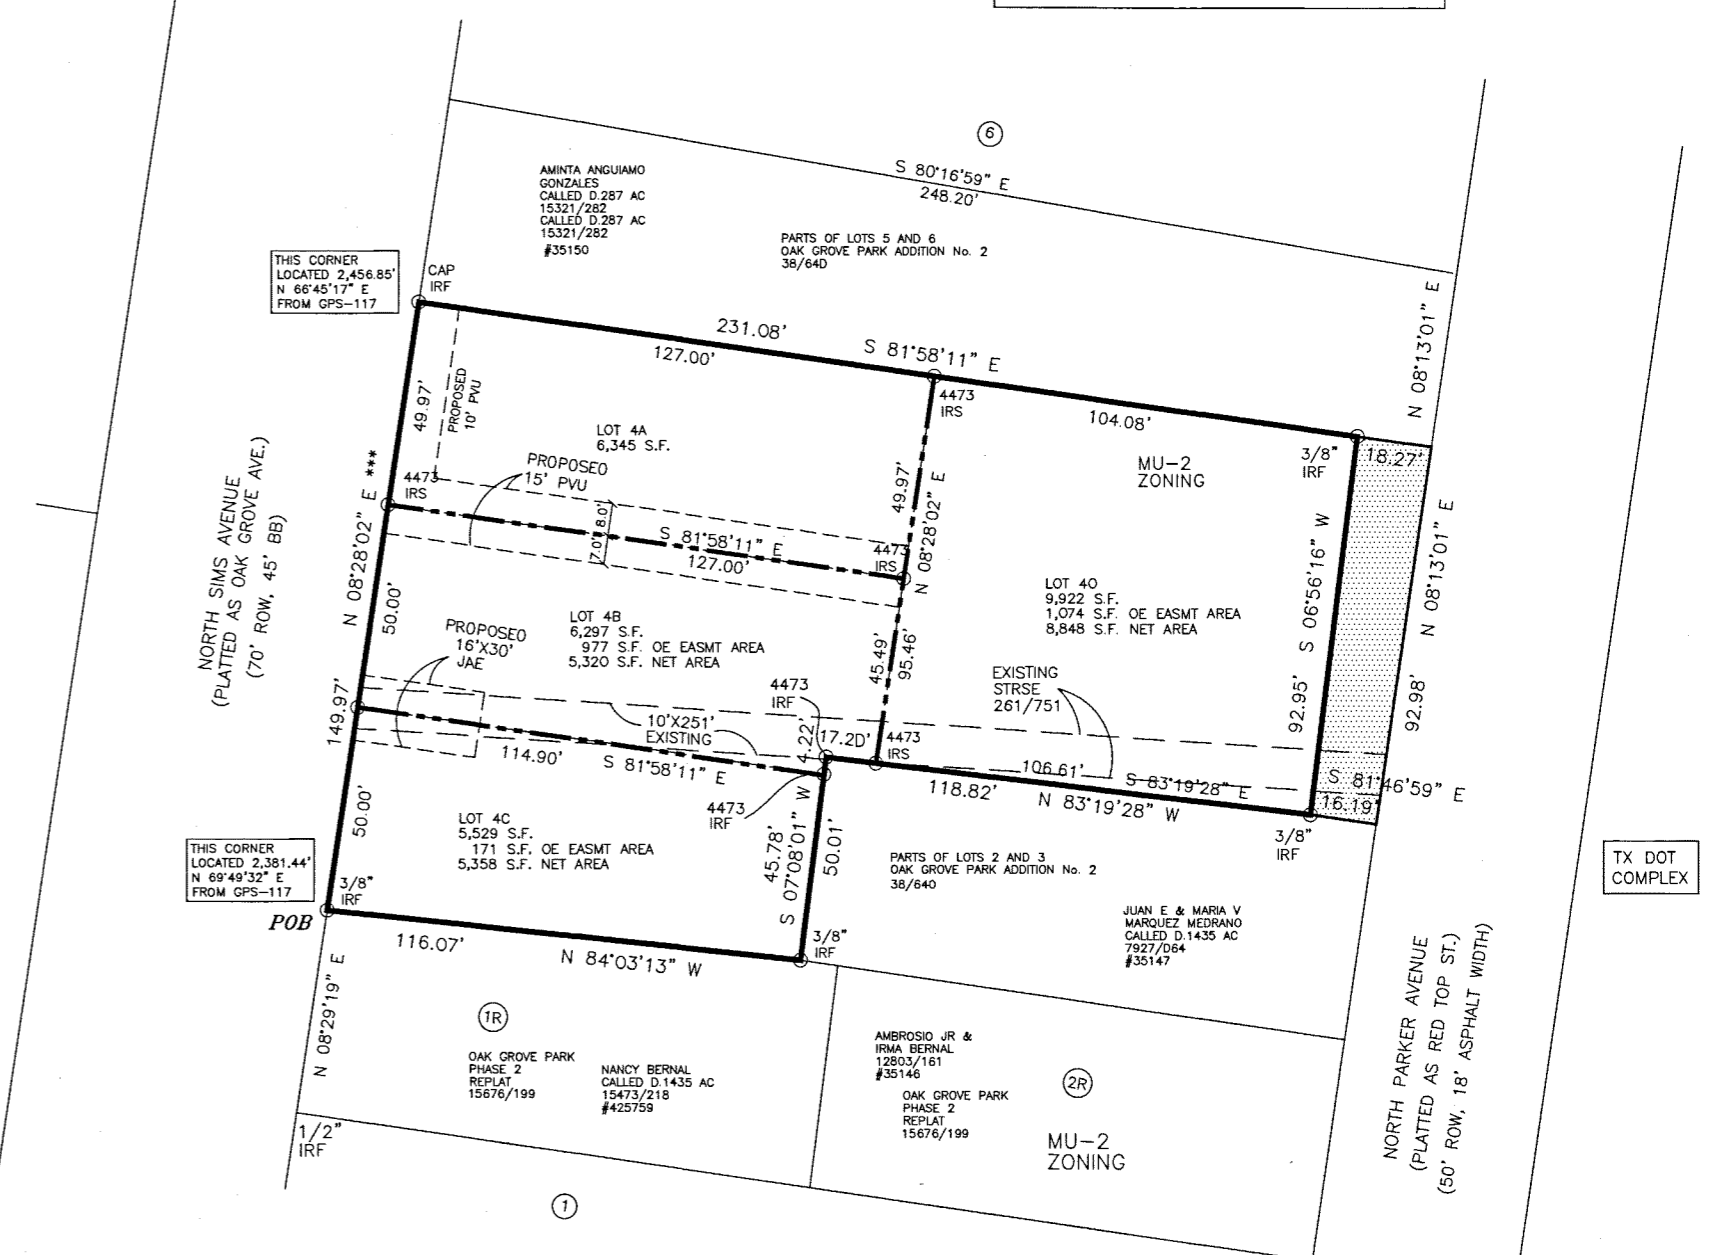 6
S 80°16'59" E
248.20'
AMINTA ANGUIAMO
GONZALES
CALLED D.287 AC
15321/282
CALLED D.287 AC
15321/282
#35150
PARTS OF LOTS 5 AND 6
OAK GROVE PARK ADDITION No. 2
38/64D
THIS CORNER
LOCATED 2,456.85'
N 66°45'17" E
FROM GPS-117
CAP
IRF
N 08°13'01" E
231.08'
127.00'
S 81°58'11" E
4473
IRS
104.08'
49.97'
PROPOSED
10' PVU
LOT 4A
6,345 S.F.
MU-2
ZONING
3/8"
IRF
18.27'
PROPOSED
15' PVU
4473
IRS
8.0'
7.0'
S 81°58'11" E
127.00'
4473
IRS
49.97'
N 08°28'02" E
NORTH SIMS AVENUE
(PLATTED AS OAK GROVE AVE.)
(70' ROW, 45' BB)
N 08°28'02" E ***
50.00'
149.97'
S 06°56'16" W
92.95'
N 08°13'01" E
92.98'
LOT 4B
6,297 S.F.
977 S.F. OE EASMT AREA
5,320 S.F. NET AREA
LOT 4O
9,922 S.F.
1,074 S.F. OE EASMT AREA
8,848 S.F. NET AREA
PROPOSED
16'X30'
JAE
45.49'
95.46'
EXISTING
STRSE
261/751
4473
IRF
10'X251'
EXISTING
4.22'
17.2D'
4473
IRS
114.90'
S 81°58'11" E
106.61'
S 83°19'28" E
S 81°46'59" E
16.19'
118.82'
N 83°19'28" W
4473
IRF
3/8"
IRF
50.00'
LOT 4C
5,529 S.F.
171 S.F. OE EASMT AREA
5,358 S.F. NET AREA
45.78'
S 07°08'01" W
50.01'
THIS CORNER
LOCATED 2,381.44'
N 69°49'32" E
FROM GPS-117
3/8"
IRF
POB
PARTS OF LOTS 2 AND 3
OAK GROVE PARK ADDITION No. 2
38/640
TX DOT
COMPLEX
JUAN E & MARIA V
MARQUEZ MEDRANO
CALLED D.1435 AC
7927/D64
#35147
116.07'
N 84°03'13" W
3/8"
IRF
N 08°29'19" E
1R
OAK GROVE PARK
PHASE 2
REPLAT
15676/199
NANCY BERNAL
CALLED D.1435 AC
15473/218
#425759
AMBROSIO JR &
IRMA BERNAL
12803/161
#35146
OAK GROVE PARK
PHASE 2
REPLAT
15676/199
2R
MU-2
ZONING
NORTH PARKER AVENUE
(PLATTED AS RED TOP ST.)
(50' ROW, 18' ASPHALT WIDTH)
1/2"
IRF
1